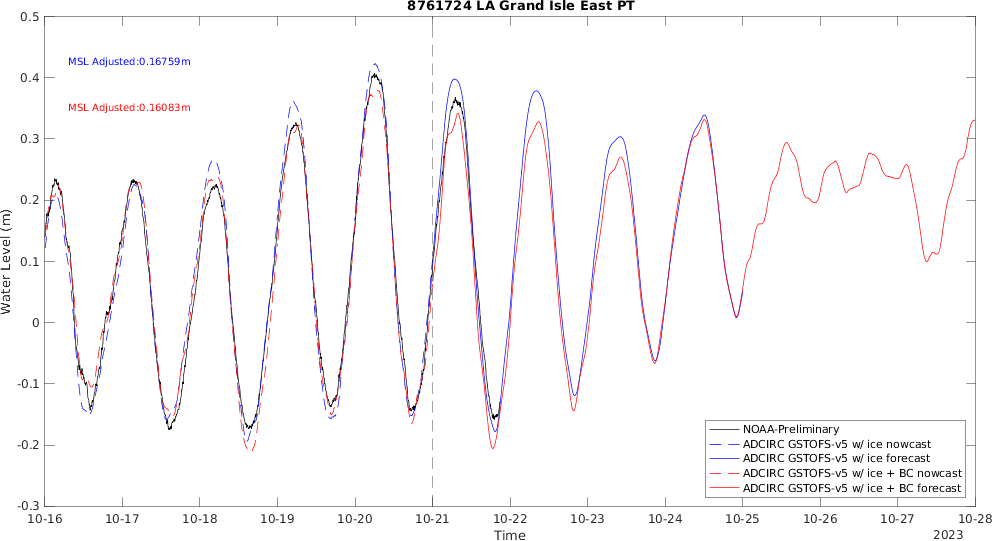 8761724 LA Grand Isle East PT
MSL Adjusted:0.16759m
MSL Adjusted:0.16083m
Water Level (m)
0.5
0.4
0.3
0.2
0.1
0
-0.1
-0.2
-0.3
NOAA-Preliminary
ADCIRC GSTOFS-v5 w/ ice nowcast
ADCIRC GSTOFS-v5 w/ ice forecast
ADCIRC GSTOFS-v5 w/ ice + BC nowcast
ADCIRC GSTOFS-v5 w/ ice + BC forecast
10-16 10-17 10-18 10-19 10-20 10-21 10-22 10-23 10-24 10-25 10-26 10-27 10-28
Time
2023